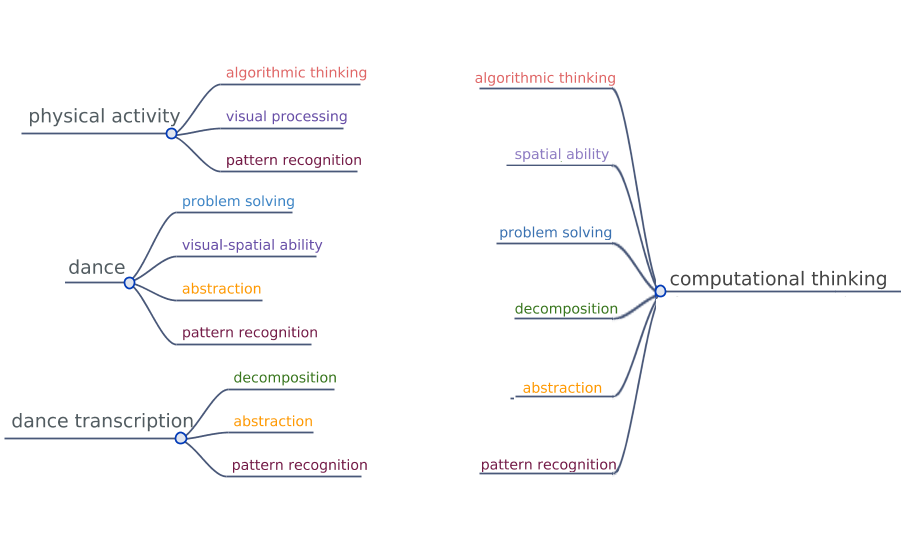 physical activity
algorithmic thinking
visual processing
pattern recognition
dance
problem solving
visual-spatial ability
abstraction
pattern recognition
dance transcription
decomposition
abstraction
pattern recognition
algorithmic thinking
spatial ability
problem solving
decomposition
abstraction
pattern recognition
computational thinking